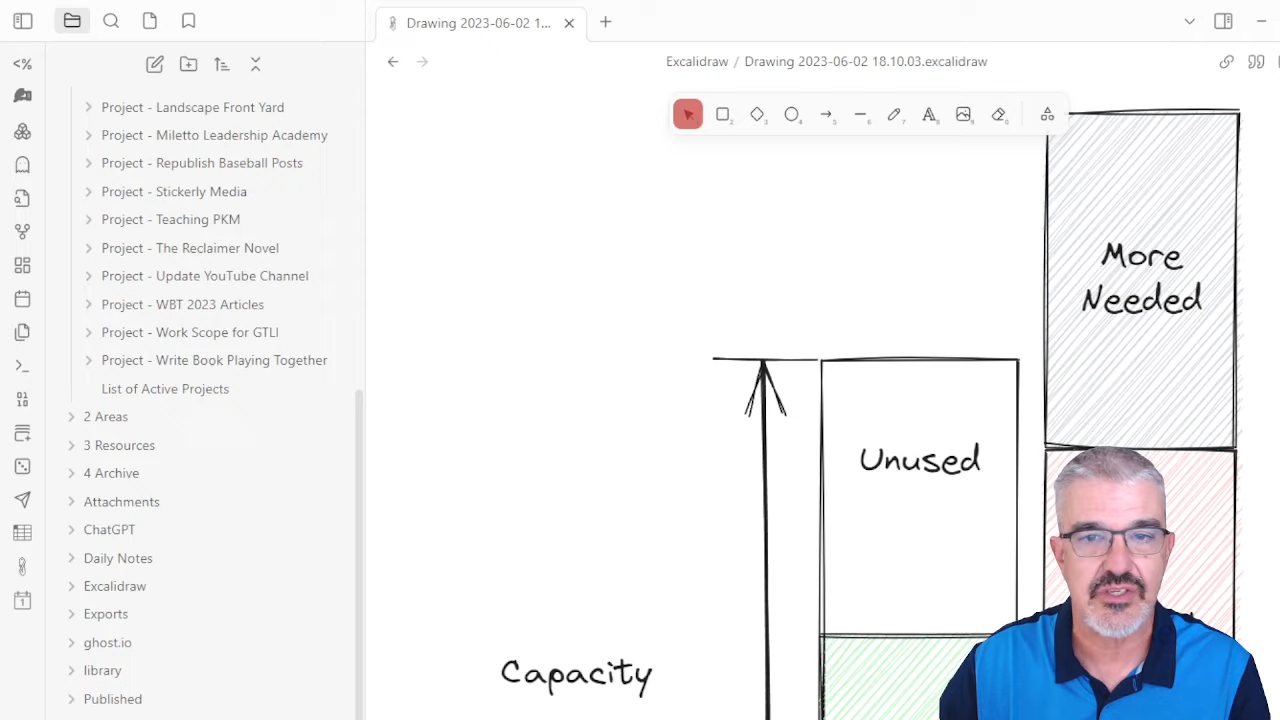 Drawing 2023-06-02 1...
Excalidraw / Drawing 2023-06-02 18.10.03.excalidraw
Project - Landscape Front Yard
Project - Miletto Leadership Academy
Project - Republish Baseball Posts
Project - Stickerly Media
Project - Teaching PKM
Project - The Reclaimer Novel
Project - Update YouTube Channel
Project - WBT 2023 Articles
Project - Work Scope for GTLI
Project - Write Book Playing Together
List of Active Projects
2 Areas
3 Resources
4 Archive
Attachments
ChatGPT
Daily Notes
Excalidraw
Exports
ghost.io
library
Published
More
Needed
Unused
Capacity